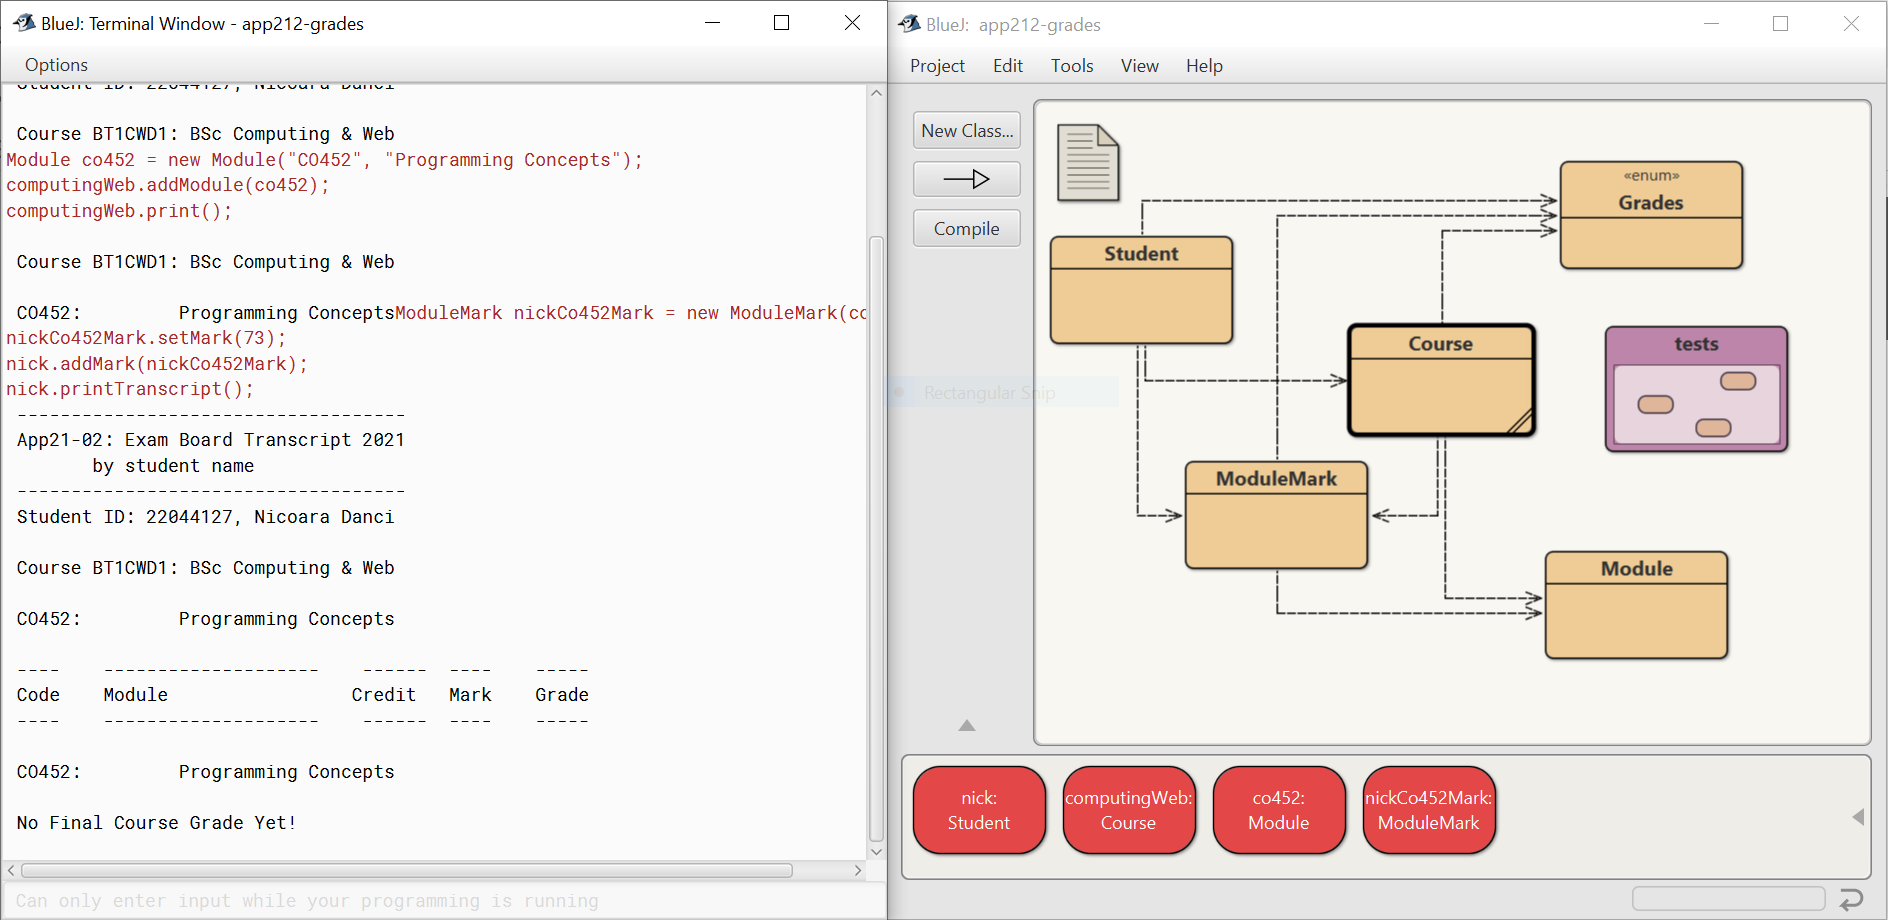 BlueJ: Terminal Window - app212-grades
Options
Student ID: 22044127, Nicoara Danci
Course BT1CWD1: BSc Computing & Web
Module co452 = new Module("CO452", "Programming Concepts");
computingWeb.addModule(co452);
computingWeb.print();
Course BT1CWD1: BSc Computing & Web
CO452: Programming ConceptsModuleMark nickCo452Mark = new ModuleMark(co
nickCo452Mark.setMark(73);
nick.addMark(nickCo452Mark);
nick.printTranscript();
------------------------------------
App21-02: Exam Board Transcript 2021
by student name
------------------------------------
Student ID: 22044127, Nicoara Danci
Course BT1CWD1: BSc Computing & Web
CO452: Programming Concepts
---- -------------------- ------ ---- -----
Code Module Credit Mark Grade
---- -------------------- ------ ---- -----
CO452: Programming Concepts
No Final Course Grade Yet!
Can only enter input while your programming is running
BlueJ: app212-grades
Project Edit Tools View Help
New Class...
Compile
«enum»
Grades
Student
Course
tests
Rectangular Snip
ModuleMark
Module
nick:
Student
computingWeb:
Course
co452:
Module
nickCo452Mark:
ModuleMark